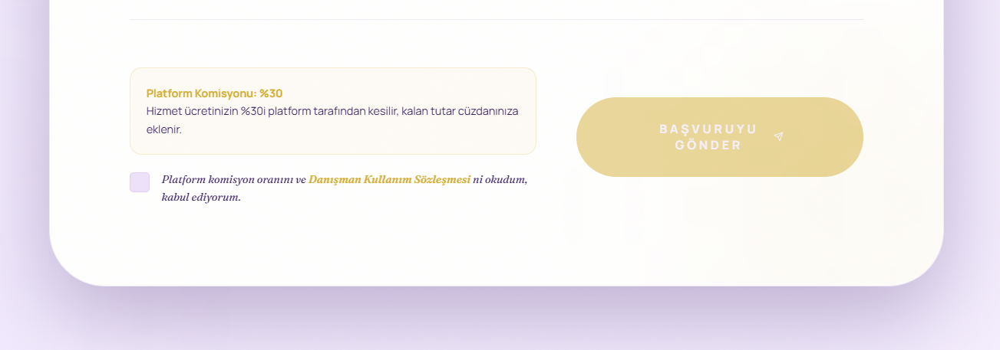 Platform Komisyonu: %30
Hizmet ücretinizin %30i platform tarafından kesilir, kalan tutar cüzdanınıza
eklenir.
BAŞVURUYU
GÖNDER
Platform komisyon oranını ve Danışman Kullanım Sözleşmesi ni okudum,
kabul ediyorum.